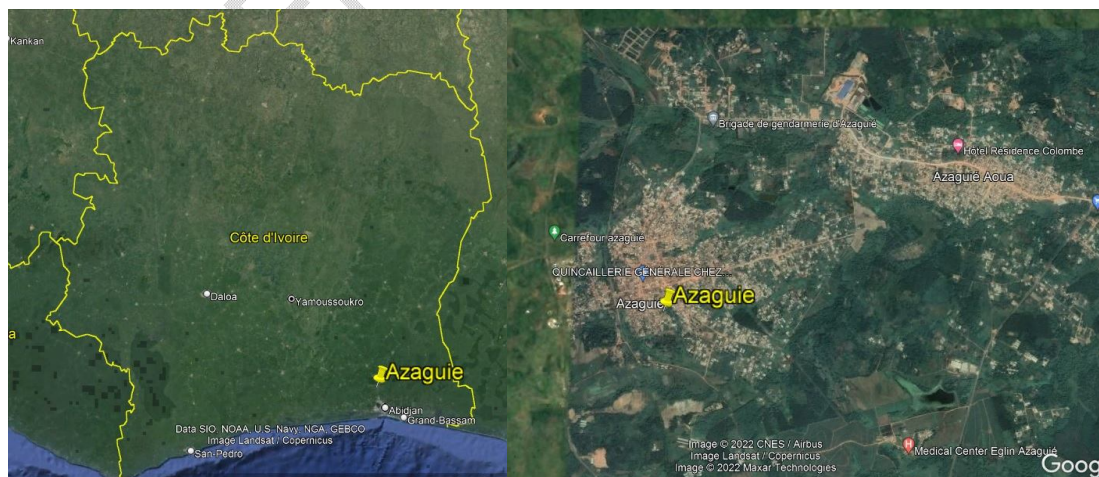 Kankan
Côte d'Ivoire
Daloa
Yamoussoukro
a
Azaguie
Abidjan
Grand-Bassam
Data SIO, NOAA, U.S. Navy, NGA, GEBCO
Image Landsat / Copernicus
San-Pedro
Brigade de gendarmerie d'Azaguié
Hotel Résidence Colombe
Azaguié Aoua
Carrefour azaguié
QUINCAILLERIE GENERALE CHEZ...
Azaguie
Azaguie
Image © 2022 CNES / Airbus
Image Landsat / Copernicus
Image © 2022 Maxar Technologies
Medical Center Eglin Azaguié
Goog